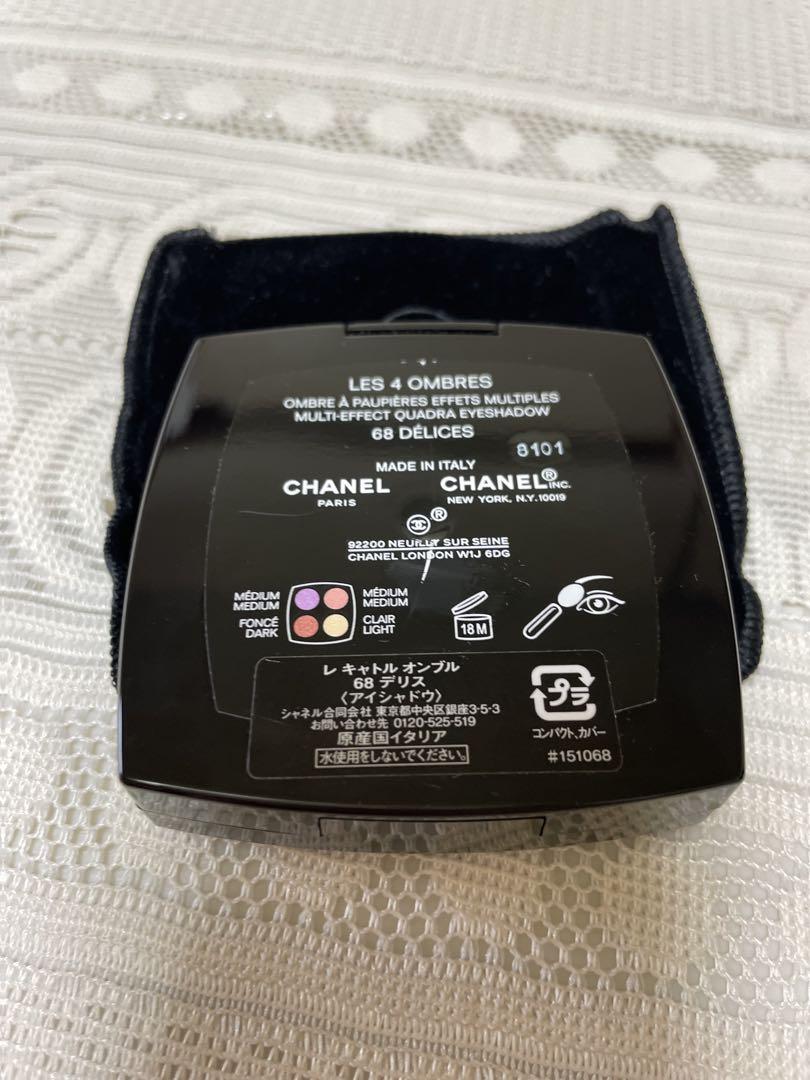 LES 4 OMBRES
OMBRE À PAUPIÈRES EFFETS MULTIPLES
MULTI-EFFECT QUADRA EYESHADOW
68 DÉLICES
8101
MADE IN ITALY
CHANEL
PARIS
CHANEL® INC.
NEW YORK, N.Y. 10019
®
92200 NEUILLY SUR SEINE
CHANEL LONDON W1J 6DG
MÉDIUM
MEDIUM
MÉDIUM
MEDIUM
FONCÉ
DARK
CLAIR
LIGHT
18 M
レ キャトル オンブル
68 デリス
〈アイシャドウ〉
シャネル合同会社 東京都中央区銀座3-5-3
お問い合わせ先 0120-525-519
原産国イタリア
水使用をしないでください。
プラ
コンパクト、カバー
#151068